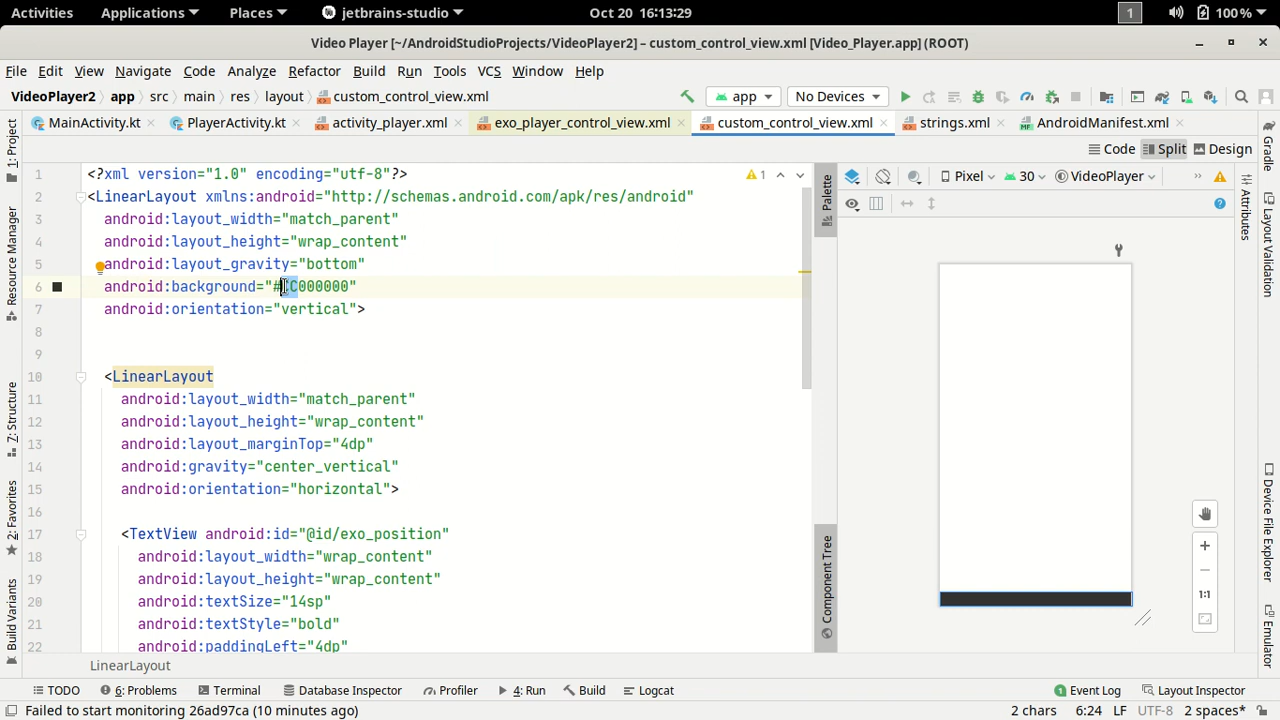 Activities Applications Places jetbrains-studio Oct 20 16:13:29 1 100%
Video Player [~/AndroidStudioProjects/VideoPlayer2] – custom_control_view.xml [Video_Player.app] (ROOT)
File Edit View Navigate Code Analyze Refactor Build Run Tools VCS Window Help
VideoPlayer2 app src main res layout custom_control_view.xml app No Devices
MainActivity.kt PlayerActivity.kt activity_player.xml exo_player_control_view.xml custom_control_view.xml strings.xml AndroidManifest.xml
Code Split Design
1: Project
Resource Manager
Z: Structure
2: Favorites
Build Variants
1 <?xml version="1.0" encoding="utf-8"?> 1
2 <LinearLayout xmlns:android="http://schemas.android.com/apk/res/android"
3 android:layout_width="match_parent"
4 android:layout_height="wrap_content"
5 android:layout_gravity="bottom"
6 android:background="#CC000000"
7 android:orientation="vertical">
8
9
10 <LinearLayout
11 android:layout_width="match_parent"
12 android:layout_height="wrap_content"
13 android:layout_marginTop="4dp"
14 android:gravity="center_vertical"
15 android:orientation="horizontal">
16
17 <TextView android:id="@id/exo_position"
18 android:layout_width="wrap_content"
19 android:layout_height="wrap_content"
20 android:textSize="14sp"
21 android:textStyle="bold"
22 android:paddingLeft="4dp"
LinearLayout
Palette
Component Tree
Pixel 30 VideoPlayer
1:1
Attributes
Gradle
Layout Validation
Device File Explorer
Emulator
TODO 6: Problems Terminal Database Inspector Profiler 4: Run Build Logcat 1 Event Log Layout Inspector
Failed to start monitoring 26ad97ca (10 minutes ago) 2 chars 6:24 LF UTF-8 2 spaces*